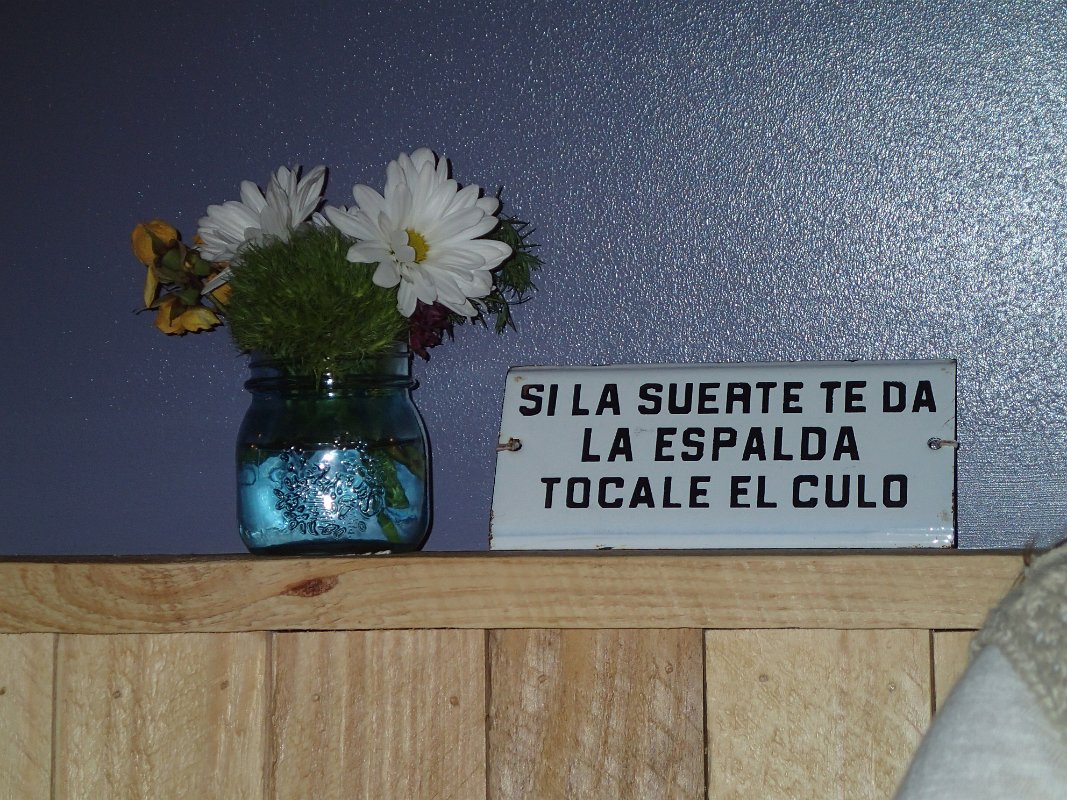 SI LA SUERTE TE DA
LA ESPALDA
TOCALE EL CULO